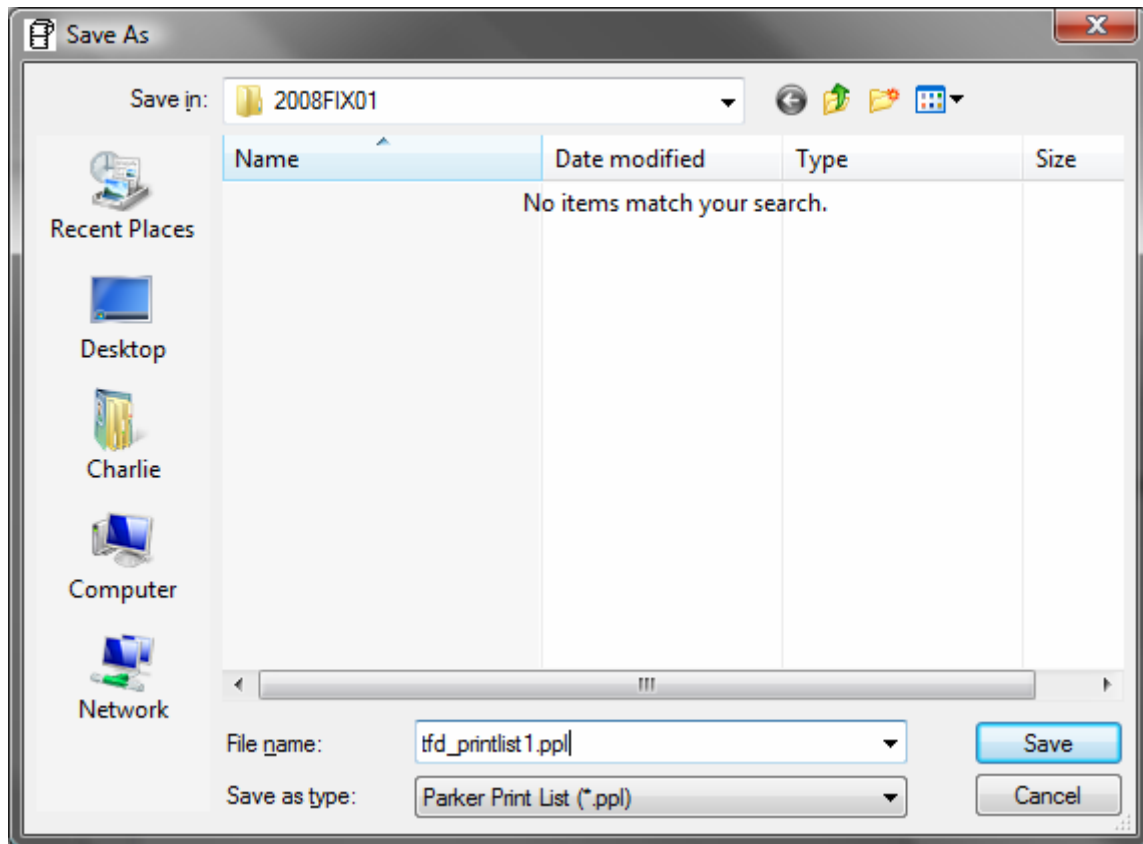 Save As
Save in: 2008FIX01
Name Date modified Type Size
No items match your search.
Recent Places
Desktop
Charlie
Computer
Network
File name: tfd_printlist1.ppl Save
Save as type: Parker Print List (*.ppl) Cancel